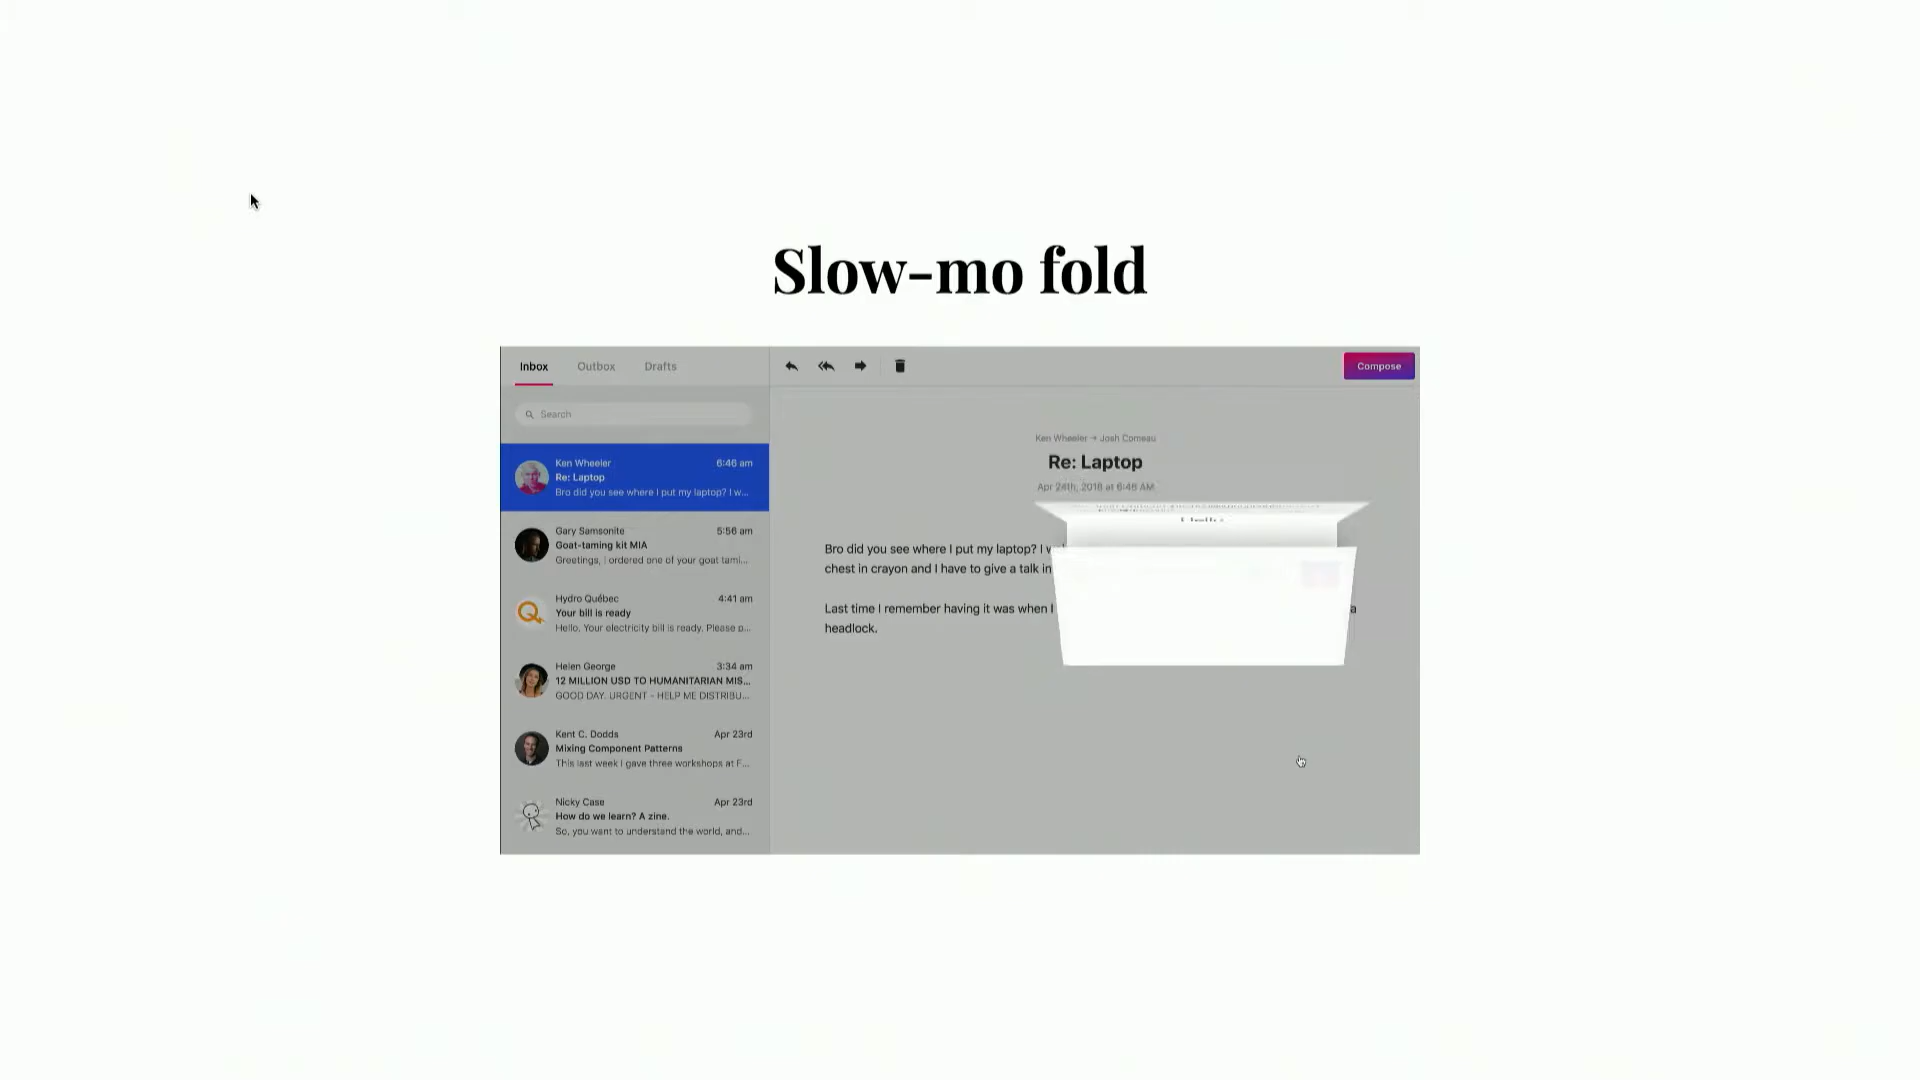 Slow-mo fold
Inbox Outbox Drafts
Compose
Search
Ken Wheeler 6:46 am
Re: Laptop
Bro did you see where I put my laptop? I w...
Gary Samsonite 5:56 am
Goat-taming kit MIA
Greetings, I ordered one of your goat tami...
Hydro Québec 4:41 am
Your bill is ready
Hello, Your electricity bill is ready. Please p...
Helen George 3:34 am
12 MILLION USD TO HUMANITARIAN MIS...
GOOD DAY. URGENT - HELP ME DISTRIBU...
Kent C. Dodds Apr 23rd
Mixing Component Patterns
This last week I gave three workshops at F...
Nicky Case Apr 23rd
How do we learn? A zine.
So, you want to understand the world, and...
Ken Wheeler → Josh Comeau
Re: Laptop
Apr 24th, 2018 at 6:46 AM
Bro did you see where I put my laptop? I
chest in crayon and I have to give a talk in
Last time I remember having it was when I a
headlock.